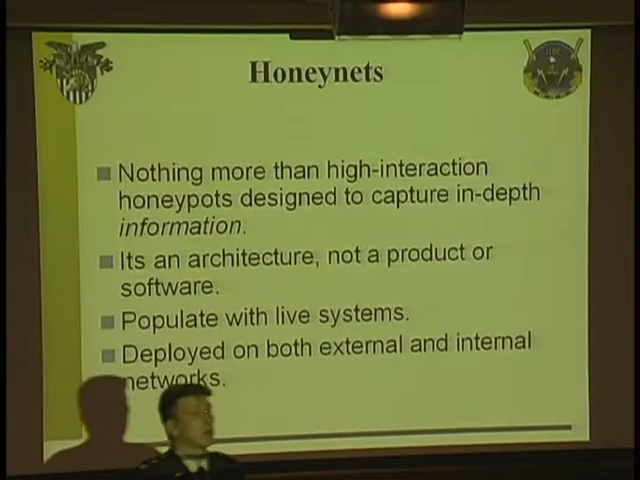 Honeynets
Nothing more than high-interaction
honeypots designed to capture in-depth
information.
Its an architecture, not a product or
software.
Populate with live systems.
Deployed on both external and internal
networks.